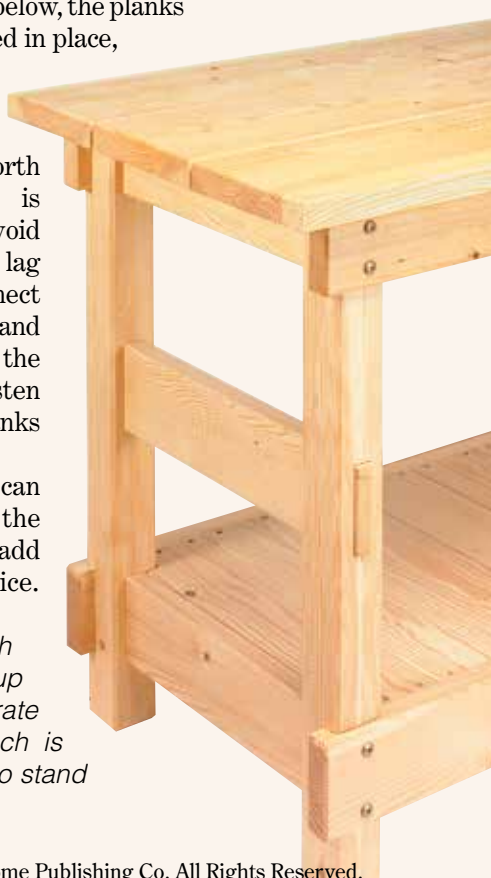 below, the planks
ed in place,
orth
is
void
lag
nect
and
the
sten
nks
can
the
add
ice.
h
up
rate
ch is
o stand
ome Publishing Co. All Rights Reserved.